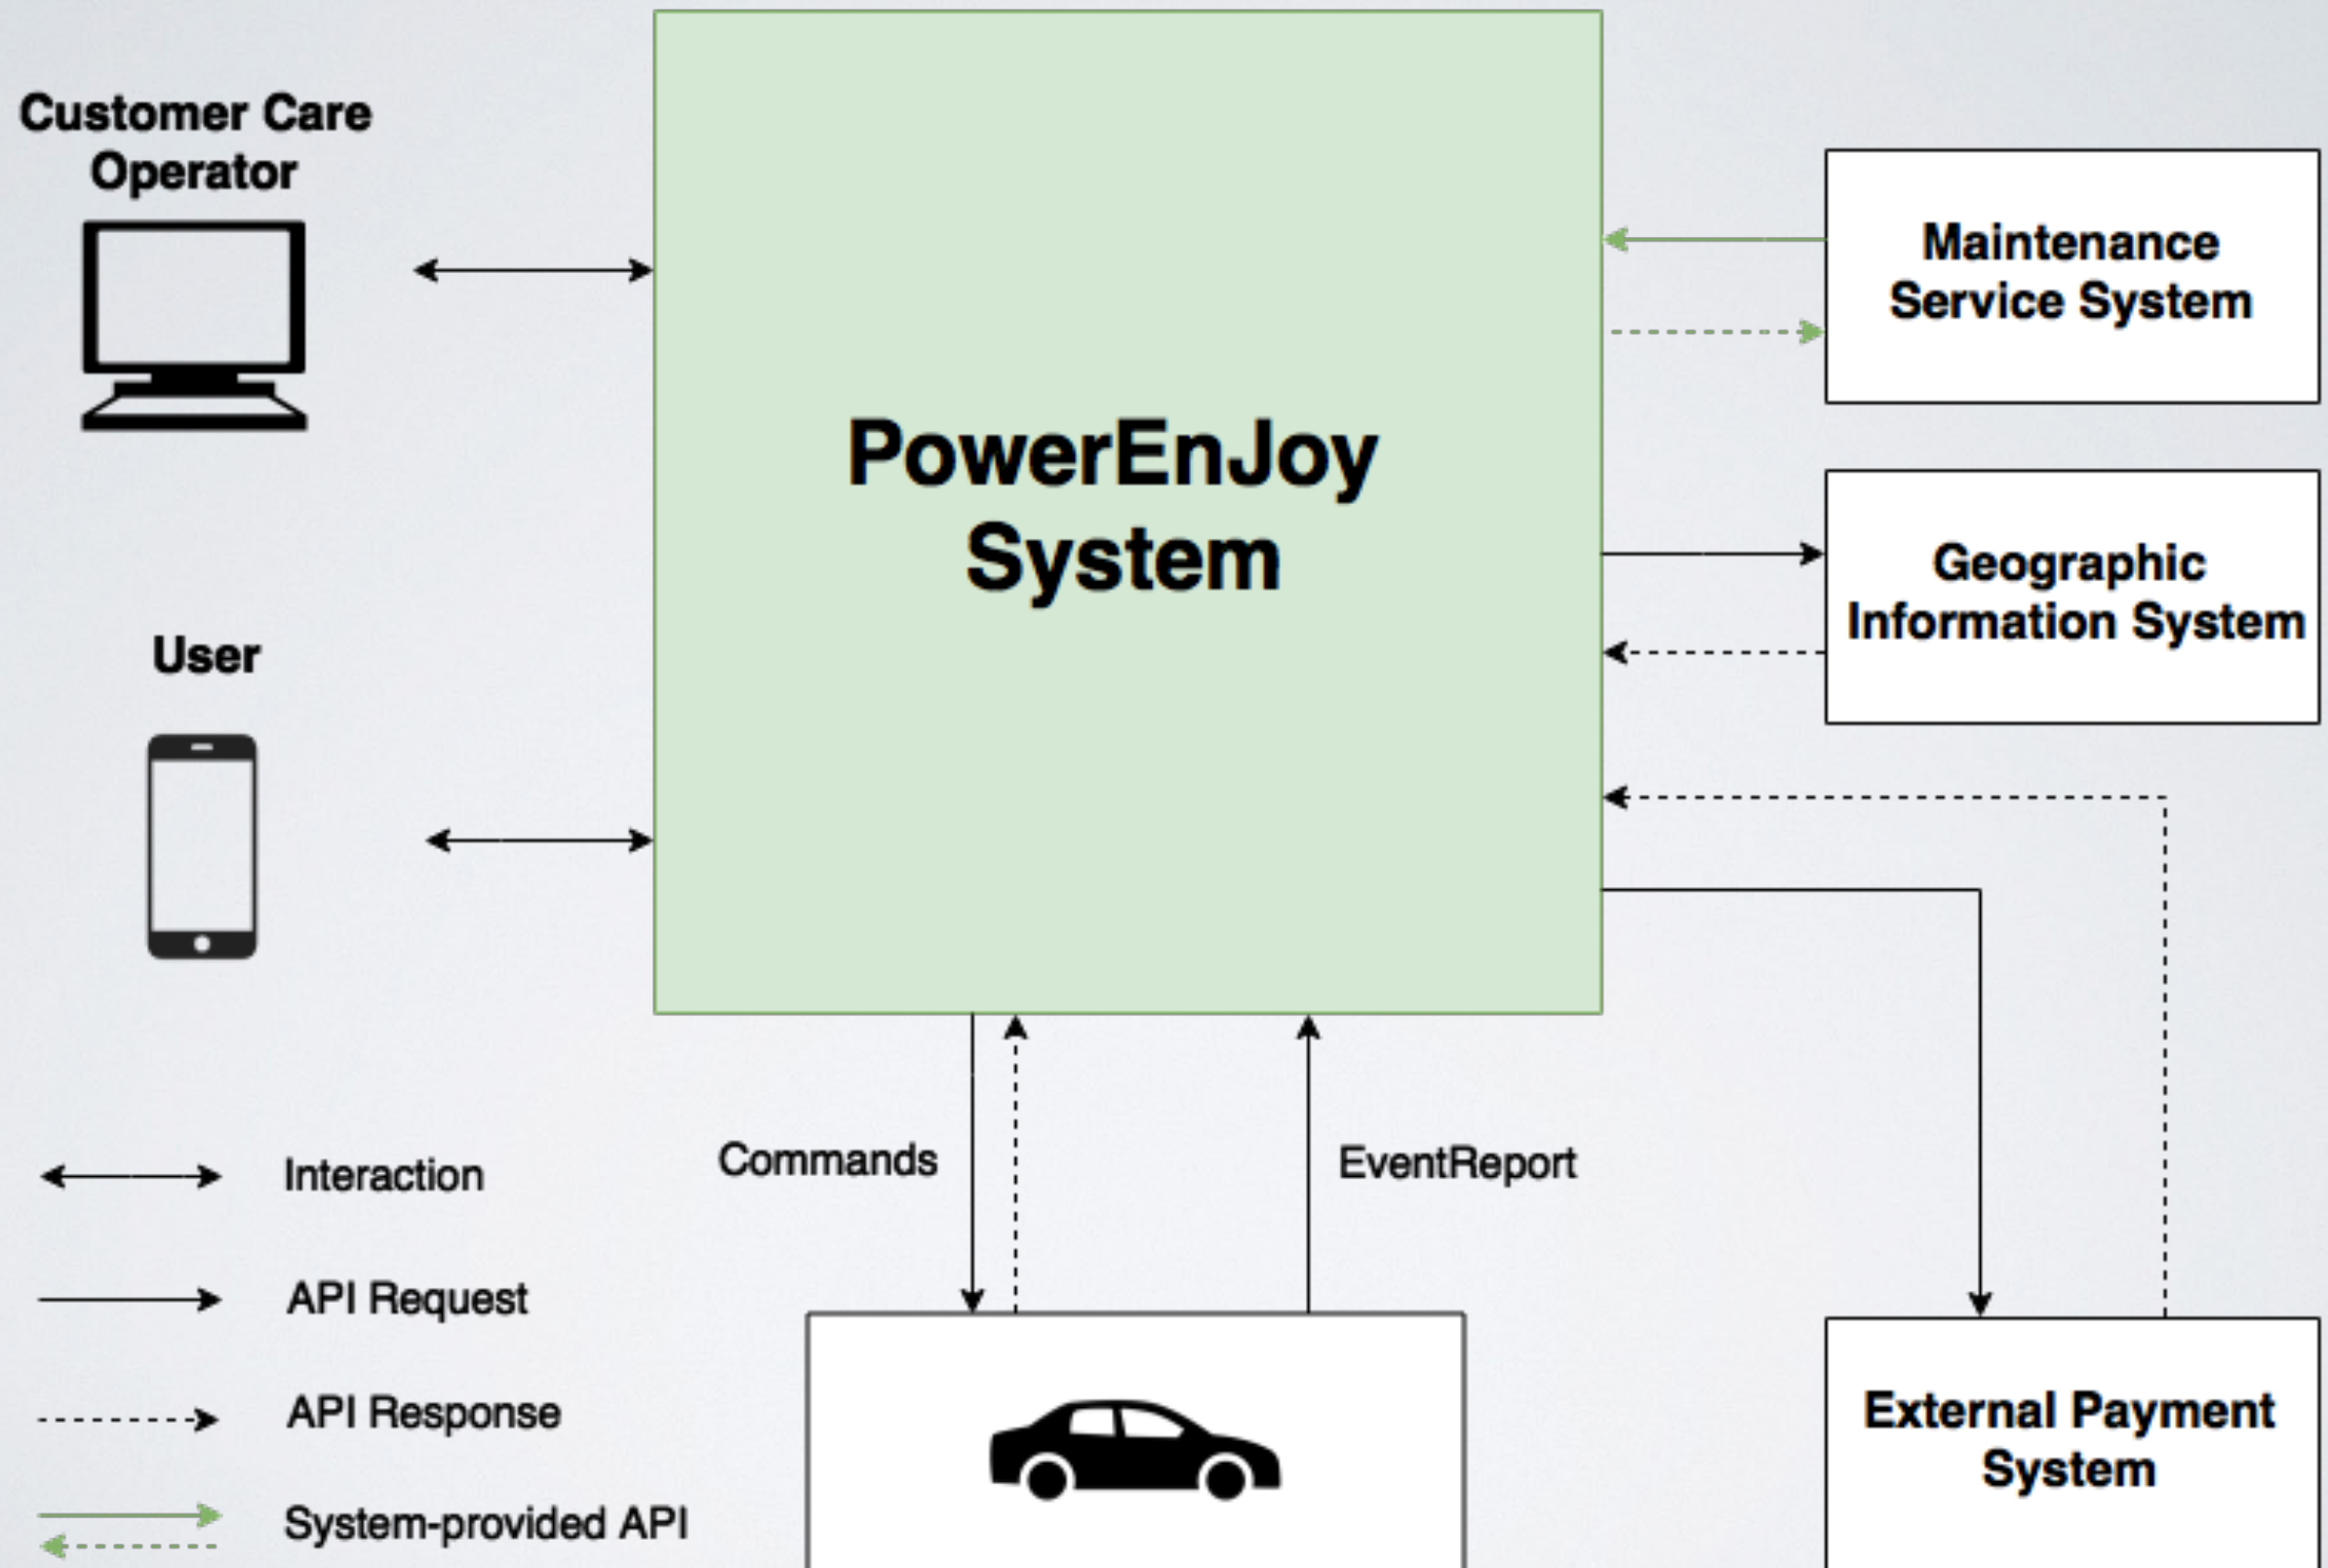 Customer Care
Operator
PowerEnJoy
System
Maintenance
Service System
Geographic
Information System
User
Commands
EventReport
Interaction
API Request
API Response
System-provided API
External Payment
System